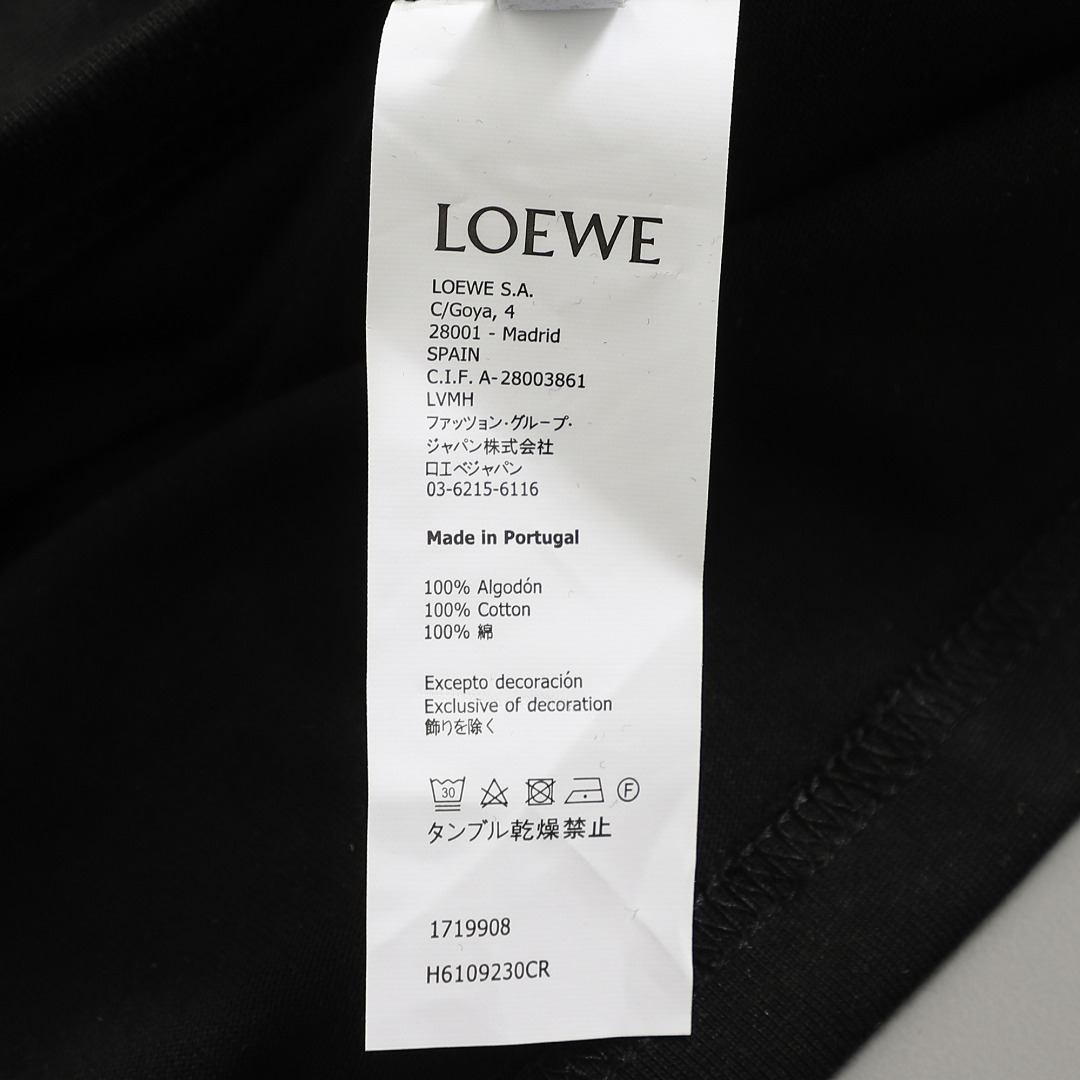 LOEWE
LOEWE S.A.
C/Goya, 4
28001 - Madrid
SPAIN
C.I.F. A-28003861
LVMH
ファッツョン・グループ・
ジャパン株式会社
ロエベジャパン
03-6215-6116
Made in Portugal
100% Algodón
100% Cotton
100% 綿
Excepto decoración
Exclusive of decoration
飾りを除く
30 F
タンブル乾燥禁止
1719908
H6109230CR